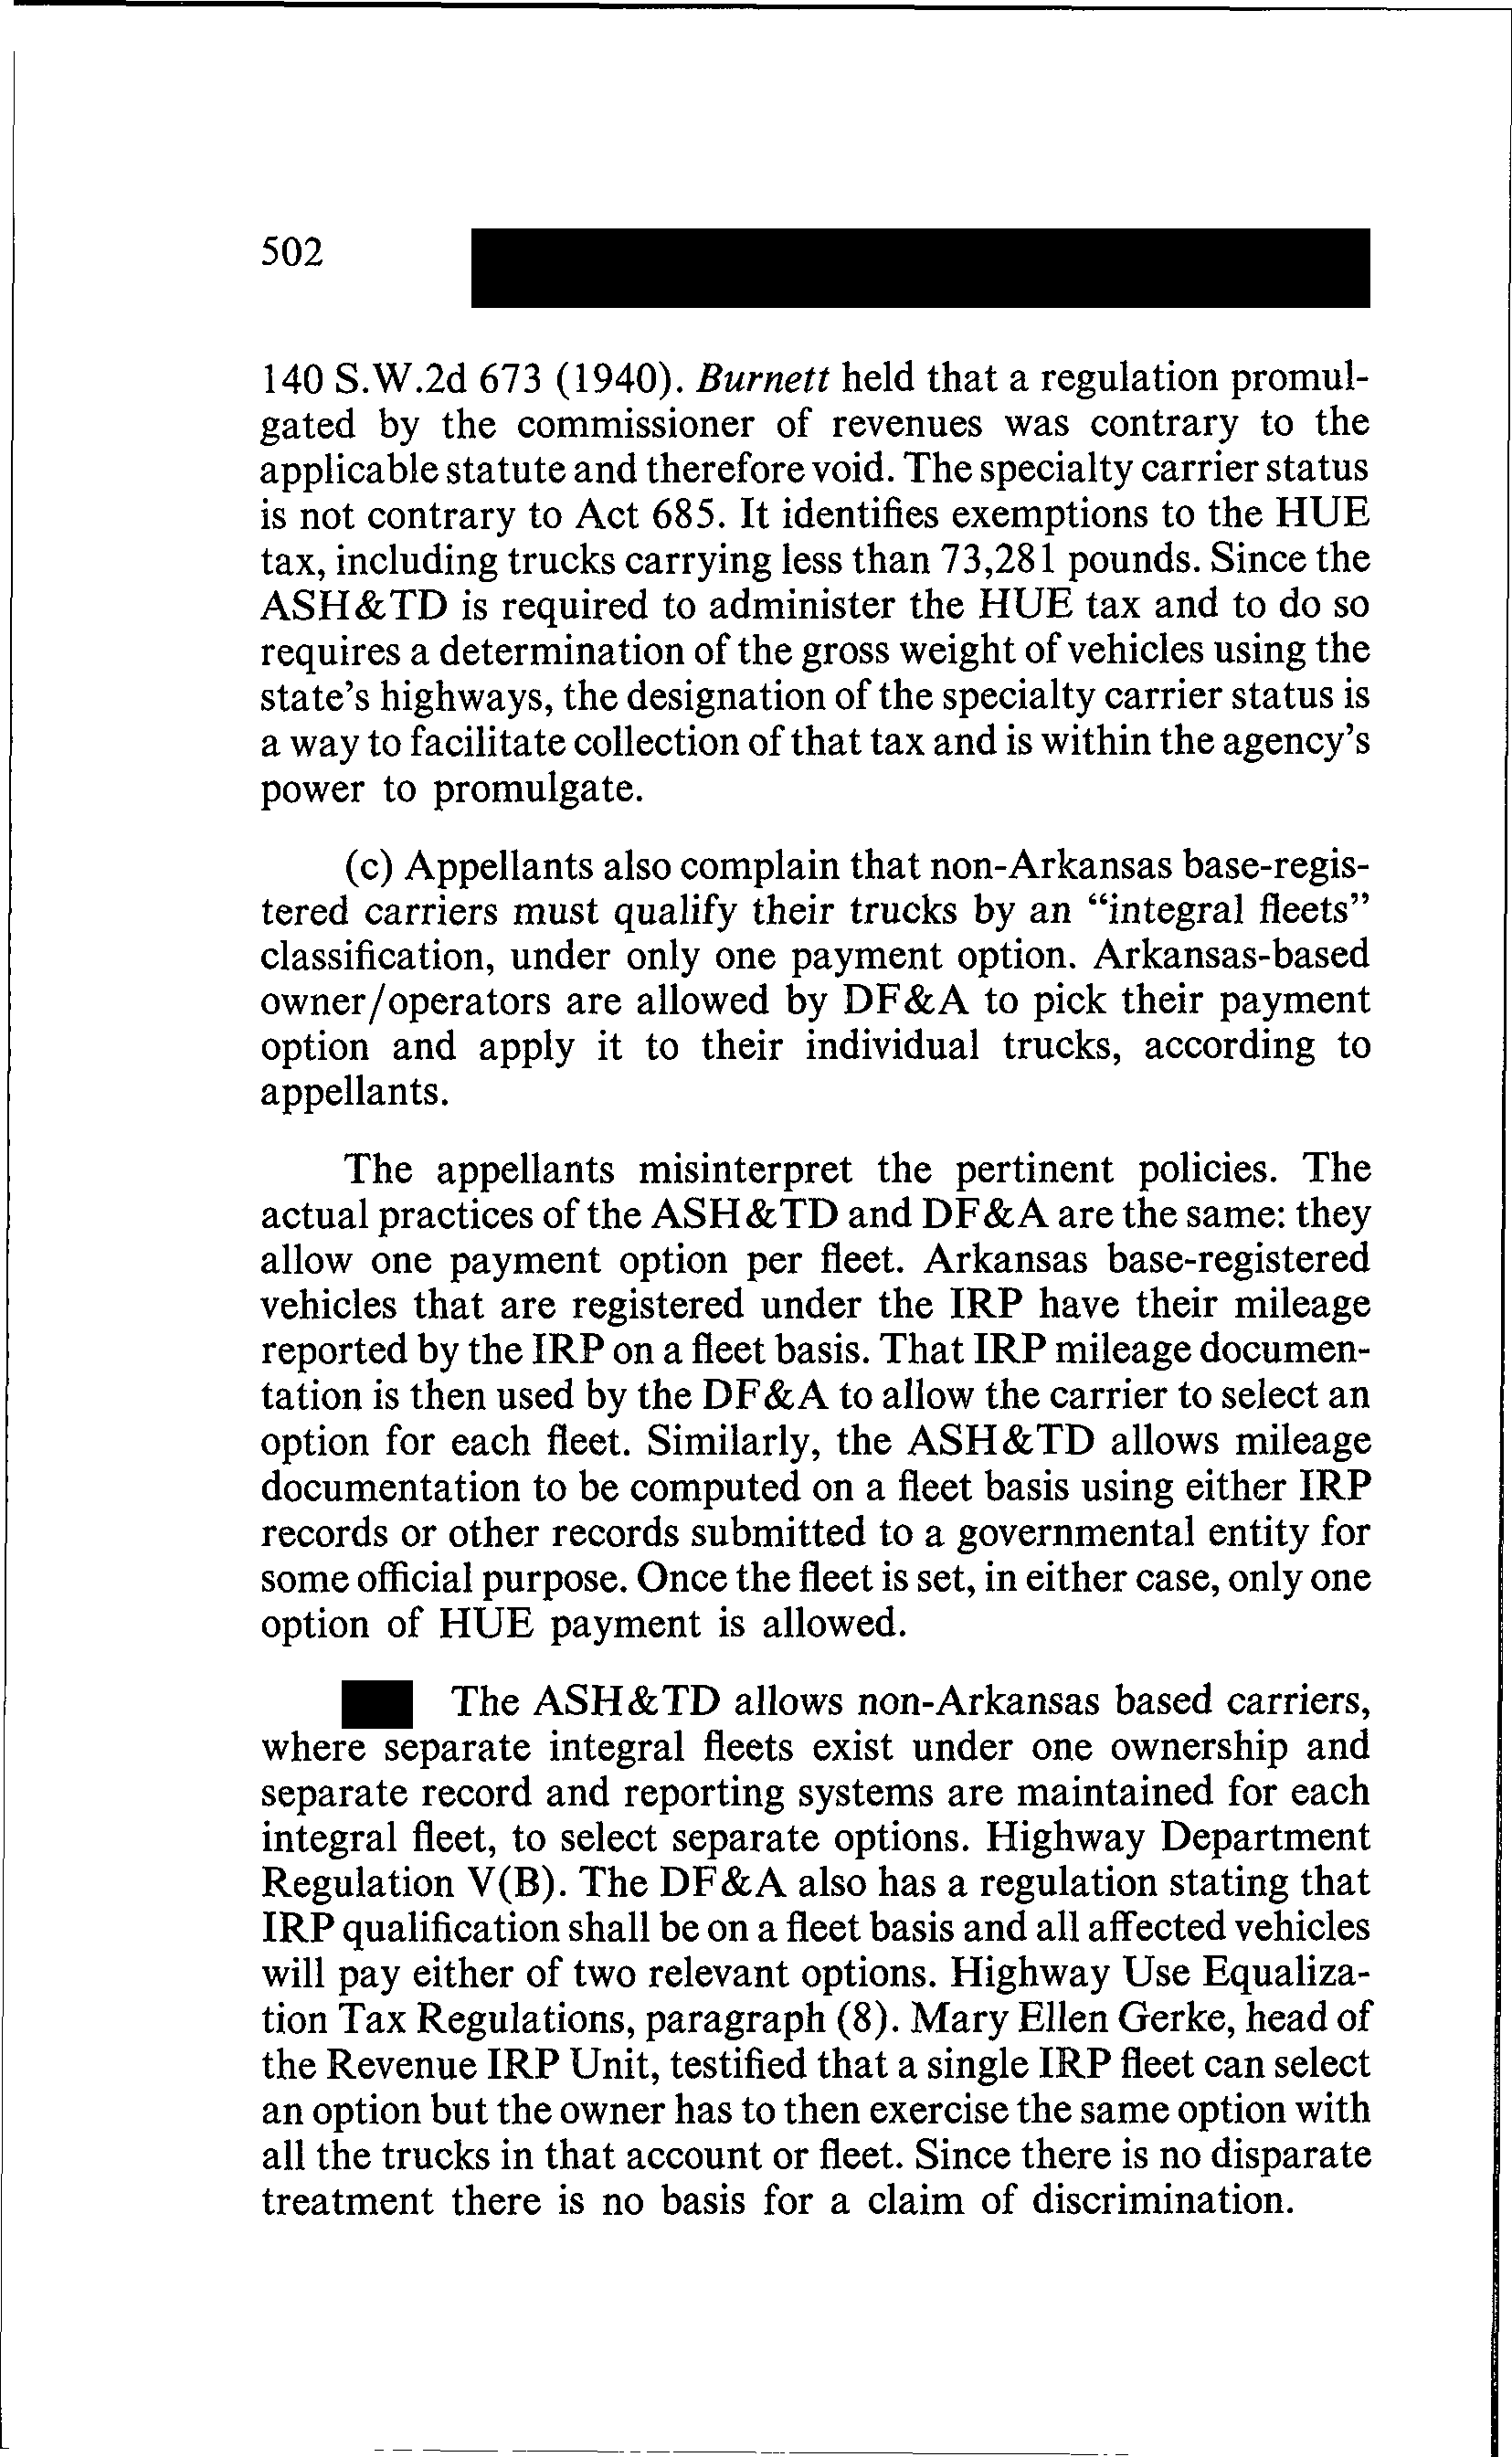 502
140 S.W.2d 673 (1940). Burnett held that a regulation promul-
gated by the commissioner of revenues was contrary to the
applicable statute and therefore void. The specialty carrier status
is not contrary to Act 685. It identifies exemptions to the HUE
tax, including trucks carrying less than 73,281 pounds. Since the
ASH&TD is required to administer the HUE tax and to do so
requires a determination of the gross weight of vehicles using the
state's highways, the designation of the specialty carrier status is
a way to facilitate collection of that tax and is within the agency's
power to promulgate.
(c) Appellants also complain that non-Arkansas base-regis-
tered carriers must qualify their trucks by an "integral fleets"
classification, under only one payment option. Arkansas-based
owner/operators are allowed by DF&A to pick their payment
option and apply it to their individual trucks, according to
appellants.
The appellants misinterpret the pertinent policies. The
actual practices of the ASH&TD and DF&A are the same: they
allow one payment option per fleet. Arkansas base-registered
vehicles that are registered under the IRP have their mileage
reported by the IRP on a fleet basis. That IRP mileage documen-
tation is then used by the DF&A to allow the carrier to select an
option for each fleet. Similarly, the ASH&TD allows mileage
documentation to be computed on a fleet basis using either IRP
records or other records submitted to a governmental entity for
some official purpose. Once the fleet is set, in either case, only one
option of HUE payment is allowed.
The ASH&TD allows non-Arkansas based carriers,
where separate integral fleets exist under one ownership and
separate record and reporting systems are maintained for each
integral fleet, to select separate options. Highway Department
Regulation V(B). The DF&A also has a regulation stating that
IRP qualification shall be on a fleet basis and all affected vehicles
will pay either of two relevant options. Highway Use Equaliza-
tion Tax Regulations, paragraph (8). Mary Ellen Gerke, head of
the Revenue IRP Unit, testified that a single IRP fleet can select
an option but the owner has to then exercise the same option with
all the trucks in that account or fleet. Since there is no disparate
treatment there is no basis for a claim of discrimination.